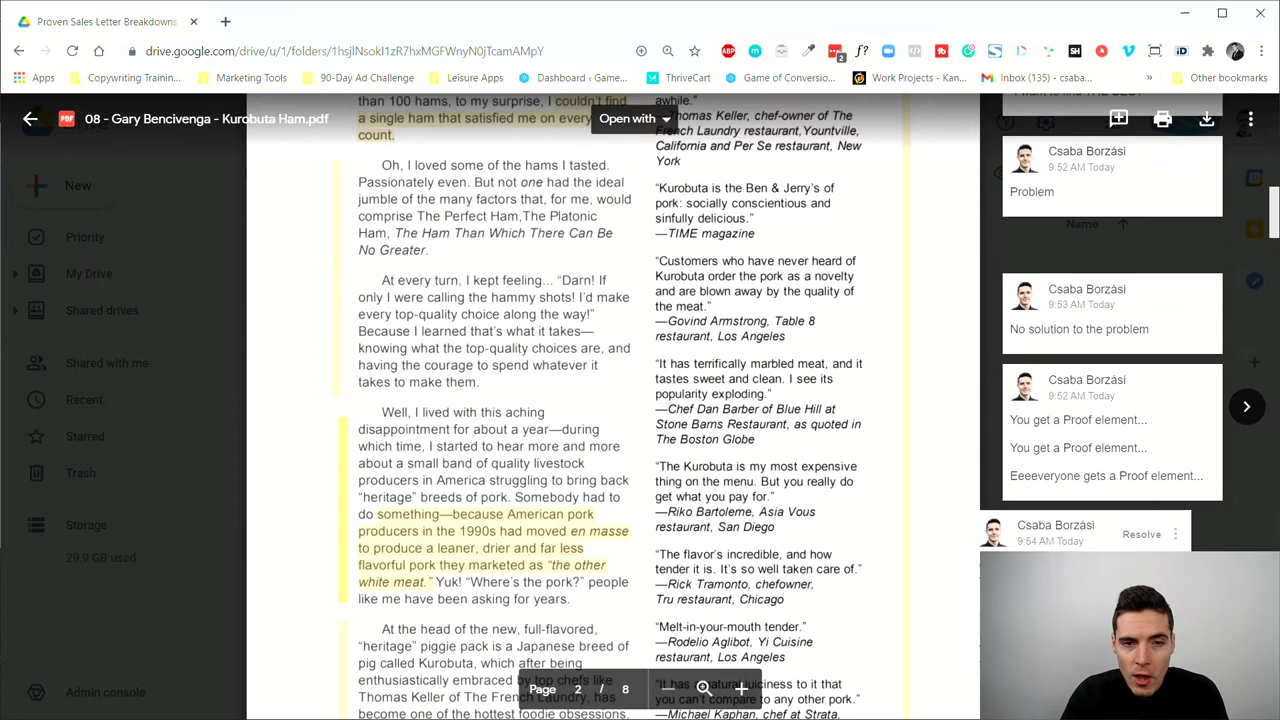 Proven Sales Letter Breakdowns
drive.google.com/drive/u/1/folders/1hsjlNsokI1zR7hxMGFWnyN0jTcamAMpY
Apps
Copywriting Trainin...
Marketing Tools
90-Day Ad Challenge
Leisure Apps
Dashboard ‹ Game...
ThriveCart
Game of Conversio...
Work Projects - Kan...
Inbox (135) - csaba...
»
Other bookmarks
08 - Gary Bencivenga - Kurobuta Ham.pdf
Open with
New
Priority
My Drive
Shared drives
Shared with me
Recent
Starred
Trash
Storage
29.9 GB used
Admin console
than 100 hams, to my surprise, I couldn't find
a single ham that satisfied me on every
count.
Oh, I loved some of the hams I tasted.
Passionately even. But not one had the ideal
jumble of the many factors that, for me, would
comprise The Perfect Ham,The Platonic
Ham, The Ham Than Which There Can Be
No Greater.
At every turn, I kept feeling... “Darn! If
only I were calling the hammy shots! I'd make
every top-quality choice along the way!”
Because I learned that's what it takes—
knowing what the top-quality choices are, and
having the courage to spend whatever it
takes to make them.
Well, I lived with this aching
disappointment for about a year—during
which time, I started to hear more and more
about a small band of quality livestock
producers in America struggling to bring back
“heritage” breeds of pork. Somebody had to
do something—because American pork
producers in the 1990s had moved en masse
to produce a leaner, drier and far less
flavorful pork they marketed as “the other
white meat.” Yuk! “Where's the pork?” people
like me have been asking for years.
At the head of the new, full-flavored,
“heritage” piggie pack is a Japanese breed of
pig called Kurobuta, which after being
enthusiastically embraced by top chefs like
Thomas Keller of The French Laundry, has
become one of the hottest foodie obsessions,
awhile.”
—Thomas Keller, chef-owner of The
French Laundry restaurant,Yountville,
California and Per Se restaurant, New
York
“Kurobuta is the Ben & Jerry's of
pork: socially conscientious and
sinfully delicious.”
—TIME magazine
“Customers who have never heard of
Kurobuta order the pork as a novelty
and are blown away by the quality of
the meat.”
—Govind Armstrong, Table 8
restaurant, Los Angeles
“It has terrifically marbled meat, and it
tastes sweet and clean. I see its
popularity exploding.”
—Chef Dan Barber of Blue Hill at
Stone Barns Restaurant, as quoted in
The Boston Globe
“The Kurobuta is my most expensive
thing on the menu. But you really do
get what you pay for.”
—Riko Bartolome, Asia Vous
restaurant, San Diego
“The flavor's incredible, and how
tender it is. It's so well taken care of.”
—Rick Tramonto, chefowner,
Tru restaurant, Chicago
“Melt-in-your-mouth tender.”
—Rodelio Aglibot, Yi Cuisine
restaurant, Los Angeles
“It has a natural juiciness to it that
you can't compare to any other pork.”
—Michael Kaphan, chef at Strata,
Page 2 / 8
I want to find THE BEST
Csaba Borzási
9:52 AM Today
Problem
Name
Csaba Borzási
9:53 AM Today
No solution to the problem
Csaba Borzási
9:52 AM Today
You get a Proof element...
You get a Proof element...
Eeeeveryone gets a Proof element...
Csaba Borzási
9:54 AM Today
Resolve